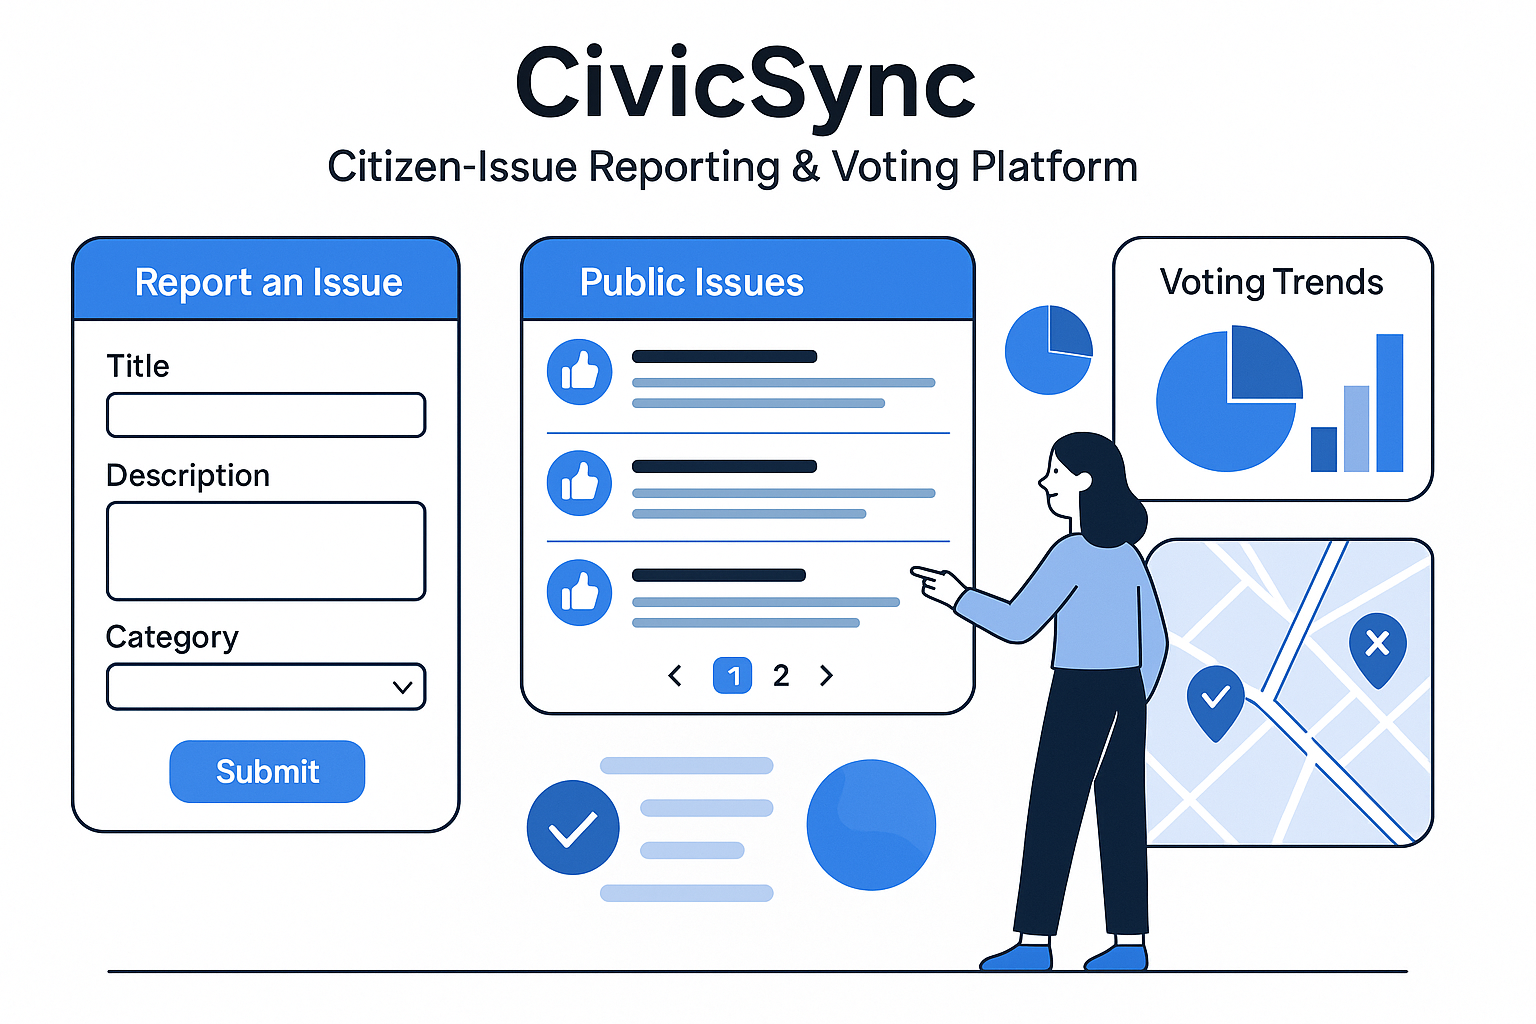 CivicSync
Citizen-Issue Reporting & Voting Platform
Report an Issue
Title
Description
Category
Submit
Public Issues
1 2
Voting Trends